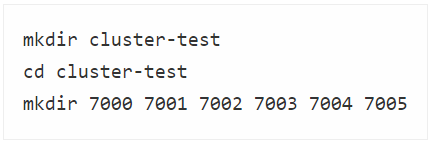 mkdir cluster-test
cd cluster-test
mkdir 7000 7001 7002 7003 7004 7005